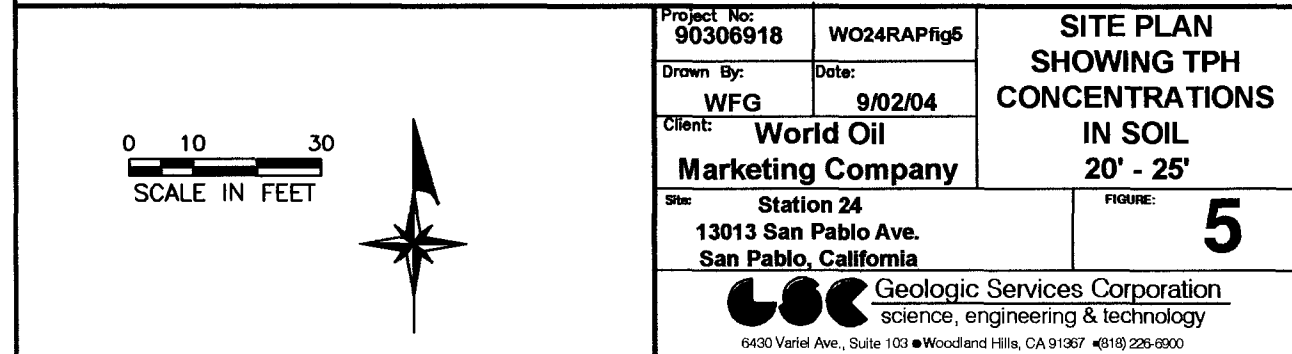 0 10 30
SCALE IN FEET
Project No:
90306918
WO24RAPfig5
Drawn By:
WFG
Date:
9/02/04
Client: World Oil
Marketing Company
SITE PLAN
SHOWING TPH
CONCENTRATIONS
IN SOIL
20' - 25'
Site: Station 24
13013 San Pablo Ave.
San Pablo, California
FIGURE:
5
GSC
Geologic Services Corporation
science, engineering & technology
6430 Variel Ave., Suite 103 ● Woodland Hills, CA 91367 ● (818) 226-6900